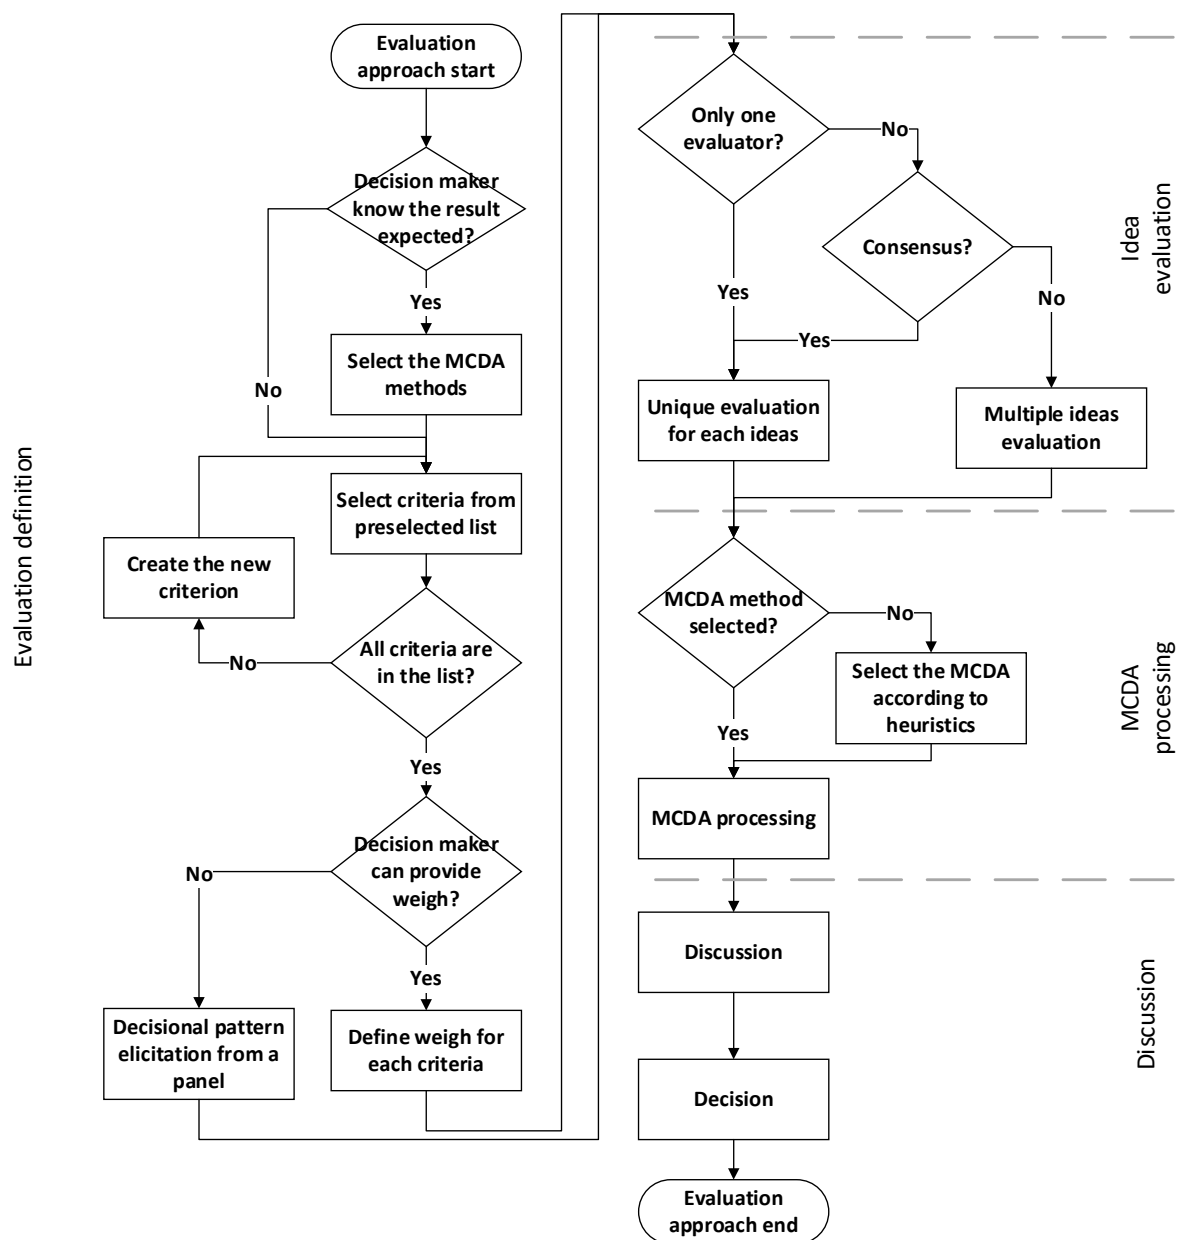 Evaluation
approach start
Decision maker
know the result
expected?
Yes
No
Select the MCDA
methods
Select criteria from
preselected list
Create the new
criterion
All criteria are
in the list?
No
Yes
Decision maker
can provide
weigh?
No
Yes
Decisional pattern
elicitation from a
panel
Define weigh for
each criteria
Evaluation definition
Only one
evaluator?
No
Consensus?
Yes
No
Yes
Unique evaluation
for each ideas
Multiple ideas
evaluation
Idea
evaluation
MCDA method
selected?
No
Select the MCDA
according to
heuristics
Yes
MCDA processing
MCDA
processing
Discussion
Decision
Evaluation
approach end
Discussion